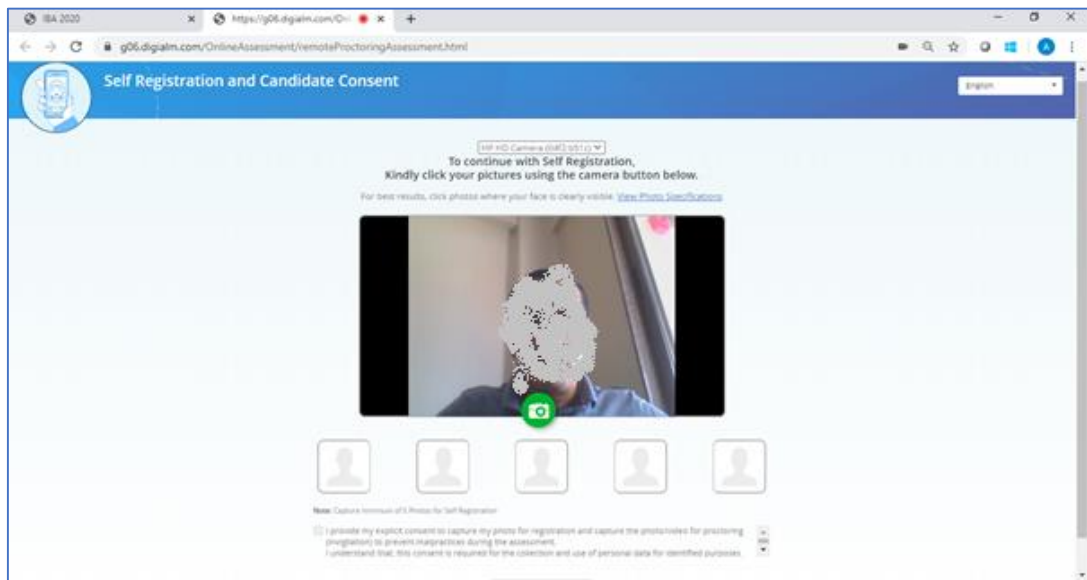 IBA 2020
https://g06.digialm.com/Onl
g06.digialm.com/OnlineAssessment/remoteProctoringAssessment.html
A
Self Registration and Candidate Consent
English
HP HD Camera
To continue with Self Registration,
Kindly click your pictures using the camera button below.
For best results, click photos where your face is clearly visible. View Photo Specifications
Note: Capture minimum of 5 Photos for Self Registration
I provide my explicit consent to capture my photo for registration and capture the photo/video for proctoring
(invigilation) to prevent malpractices during the assessment.
I understand that, this consent is required for the collection and use of personal data for identified purposes